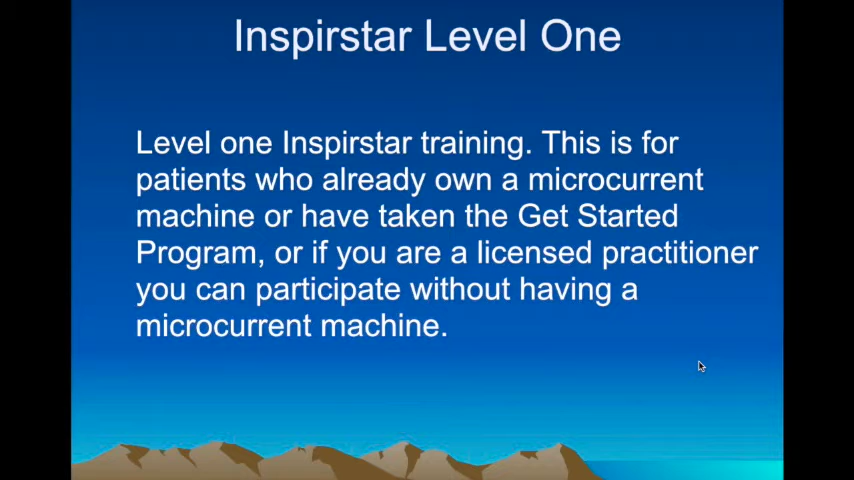 Inspirstar Level One
Level one Inspirstar training. This is for
patients who already own a microcurrent
machine or have taken the Get Started
Program, or if you are a licensed practitioner
you can participate without having a
microcurrent machine.